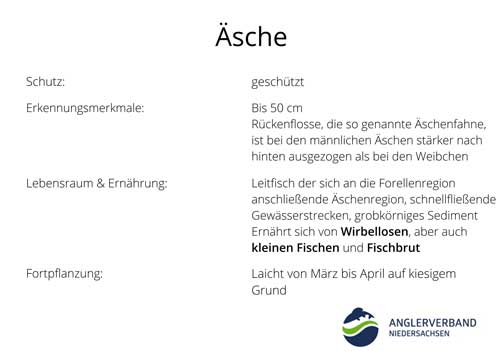 Äsche
Schutz: geschützt
Erkennungsmerkmale: Bis 50 cm
Rückenflosse, die so genannte Äschenfahne,
ist bei den männlichen Äschen stärker nach
hinten ausgezogen als bei den Weibchen
Lebensraum & Ernährung: Leitfisch der sich an die Forellenregion
anschließende Äschenregion, schnellfließende
Gewässerstrecken, grobkörniges Sediment
Ernährt sich von Wirbellosen, aber auch
kleinen Fischen und Fischbrut
Fortpflanzung: Laicht von März bis April auf kiesigem
Grund
ANGLERVERBAND
NIEDERSACHSEN